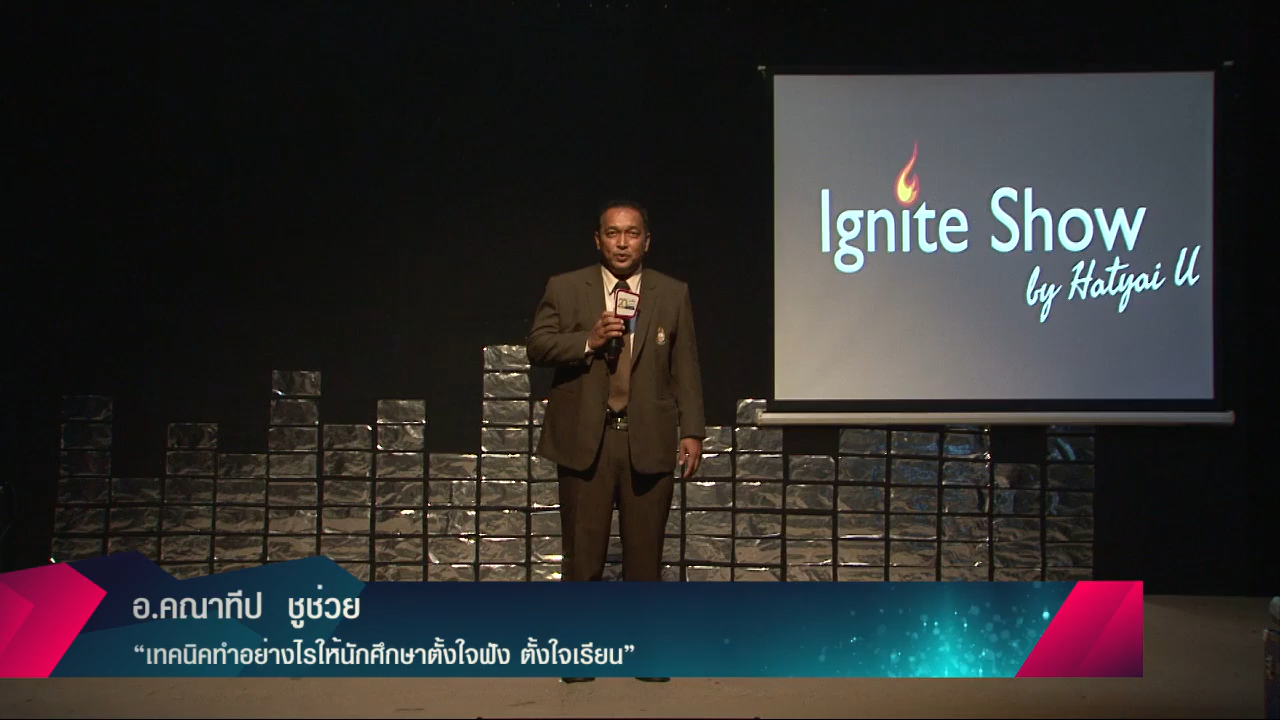 Ignite Show
by Hatyai U
อ.คณาทีป ชูช่วย
“เทคนิคทำอย่างไรให้นักศึกษาตั้งใจฟัง ตั้งใจเรียน”